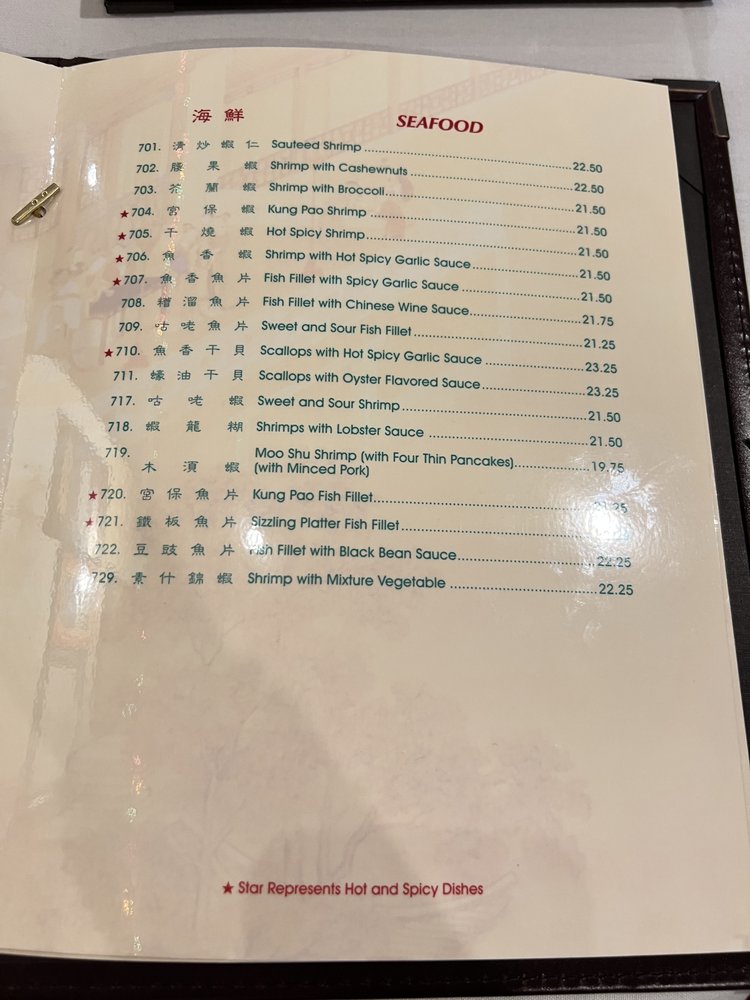 海鮮 SEAFOOD
701. 清炒蝦仁 Sauteed Shrimp 22.50
702. 腰果蝦 Shrimp with Cashewnuts 22.50
703. 芥蘭蝦 Shrimp with Broccoli 21.50
★704. 宮保蝦 Kung Pao Shrimp 21.50
★705. 干燒蝦 Hot Spicy Shrimp 21.50
★706. 魚香蝦 Shrimp with Hot Spicy Garlic Sauce 21.50
★707. 魚香魚片 Fish Fillet with Spicy Garlic Sauce 21.50
708. 糟溜魚片 Fish Fillet with Chinese Wine Sauce 21.75
709. 咕咾魚片 Sweet and Sour Fish Fillet 21.25
★710. 魚香干貝 Scallops with Hot Spicy Garlic Sauce 23.25
711. 蠔油干貝 Scallops with Oyster Flavored Sauce 23.25
717. 咕咾蝦 Sweet and Sour Shrimp 21.50
718. 蝦龍糊 Shrimps with Lobster Sauce 21.50
719. Moo Shu Shrimp (with Four Thin Pancakes) 19.75
木須蝦 (with Minced Pork)
★720. 宮保魚片 Kung Pao Fish Fillet 21.25
★721. 鐵板魚片 Sizzling Platter Fish Fillet
722. 豆豉魚片 Fish Fillet with Black Bean Sauce 22.25
729. 素什錦蝦 Shrimp with Mixture Vegetable 22.25
★ Star Represents Hot and Spicy Dishes